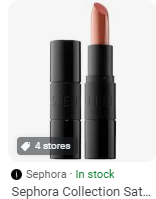 4 stores
Sephora · In stock
Sephora Collection Sat...